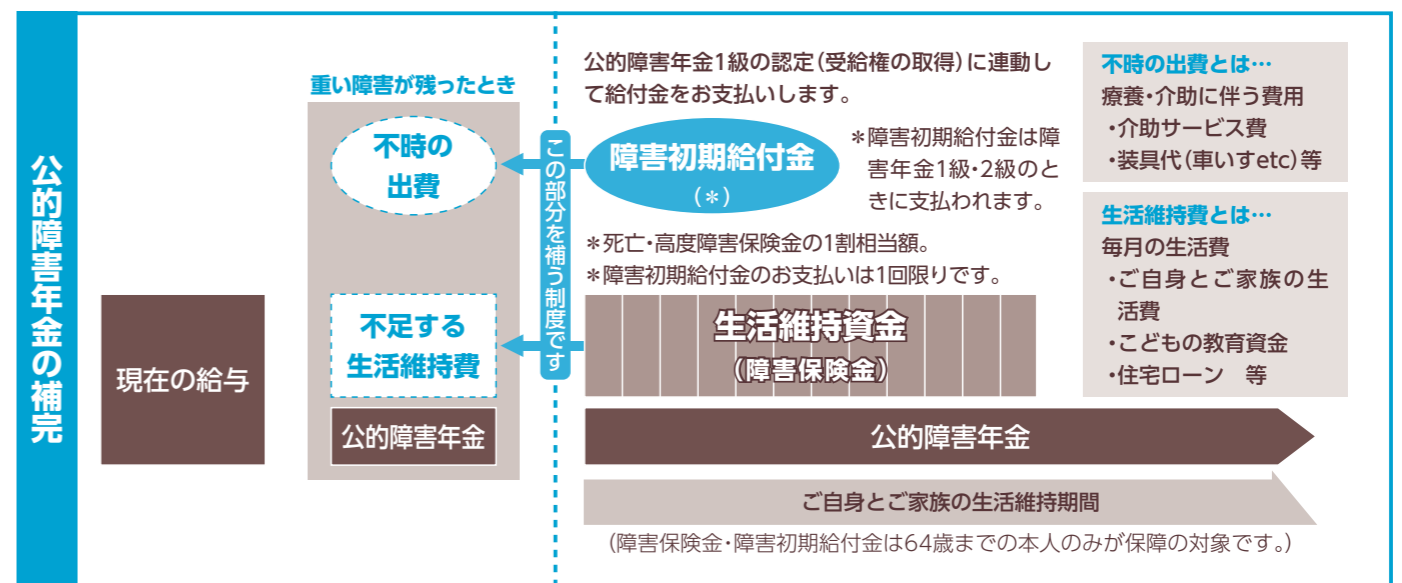 公的障害年金の補完
現在の給与
重い障害が残ったとき
不時の
出費
不足する
生活維持費
公的障害年金
この部分を補う制度です
公的障害年金1級の認定（受給権の取得）に連動し
て給付金をお支払いします。
障害初期給付金
（＊）
＊障害初期給付金は障
害年金1級・2級のと
きに支払われます。
＊死亡・高度障害保険金の1割相当額。
＊障害初期給付金のお支払いは1回限りです。
生活維持資金
（障害保険金）
公的障害年金
ご自身とご家族の生活維持期間
（障害保険金・障害初期給付金は64歳までの本人のみが保障の対象です。）
不時の出費とは…
療養・介助に伴う費用
・介助サービス費
・装具代（車いすetc）等
生活維持費とは…
毎月の生活費
・ご自身とご家族の生
活費
・こどもの教育資金
・住宅ローン　等